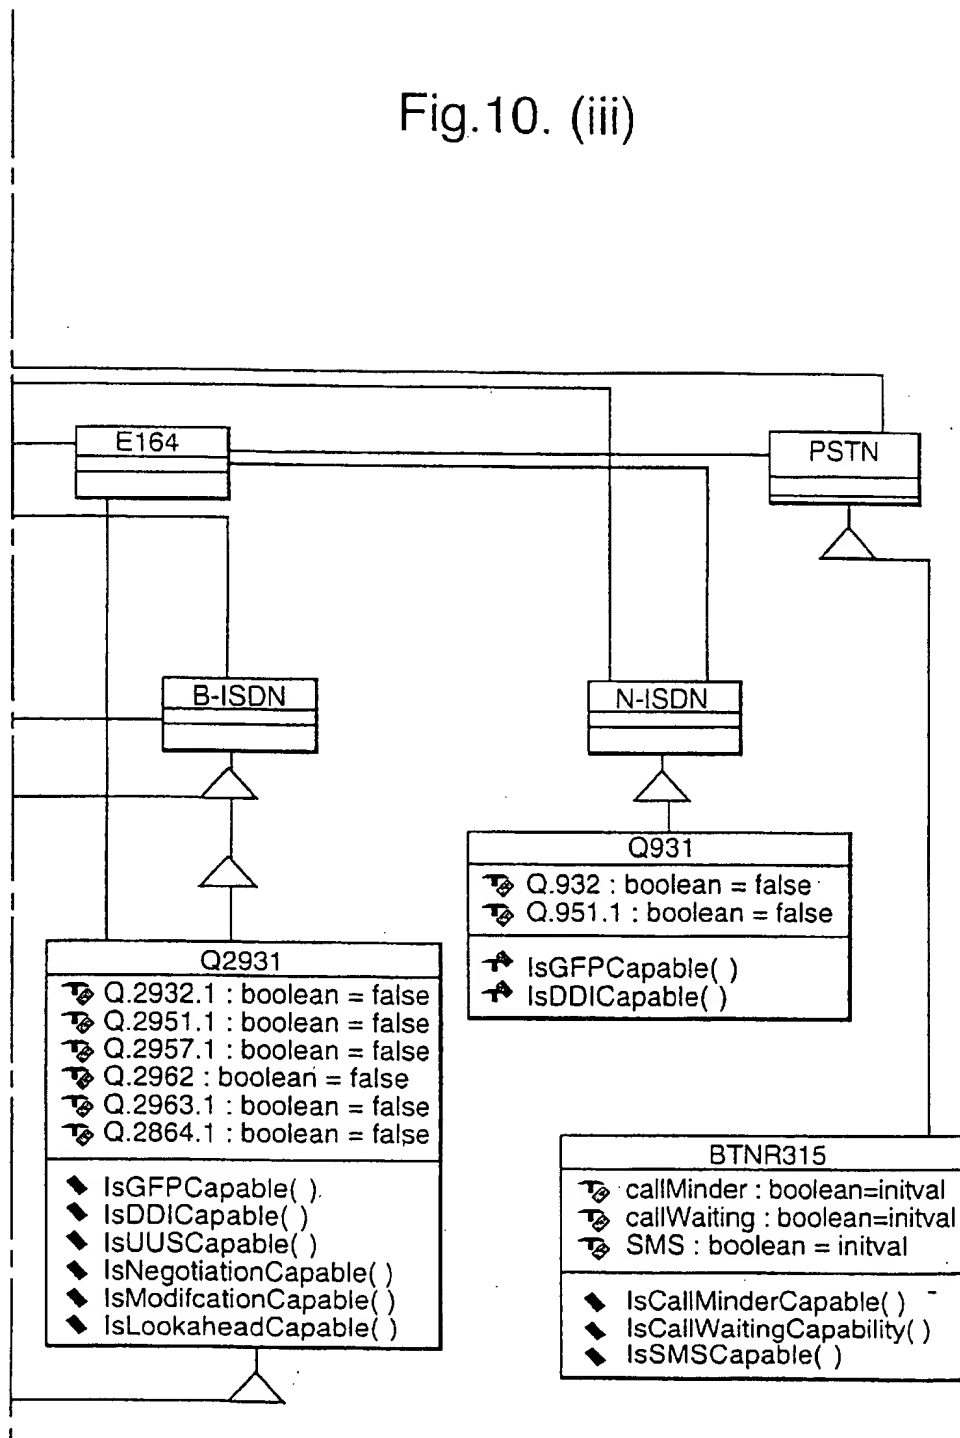 Fig.10. (iii)
E164
PSTN
B-ISDN
N-ISDN
Q931
Q.932 : boolean = false
Q.951.1 : boolean = false
IsGFPCapable( )
IsDDICapable( )
Q2931
Q.2932.1 : boolean = false
Q.2951.1 : boolean = false
Q.2957.1 : boolean = false
Q.2962 : boolean = false
Q.2963.1 : boolean = false
Q.2864.1 : boolean = false
IsGFPCapable( )
IsDDICapable( )
IsUUSCapable( )
IsNegotiationCapable( )
IsModifcationCapable( )
IsLookaheadCapable( )
BTNR315
callMinder : boolean=initval
callWaiting : boolean=initval
SMS : boolean = initval
IsCallMinderCapable( )
IsCallWaitingCapability( )
IsSMSCapable( )